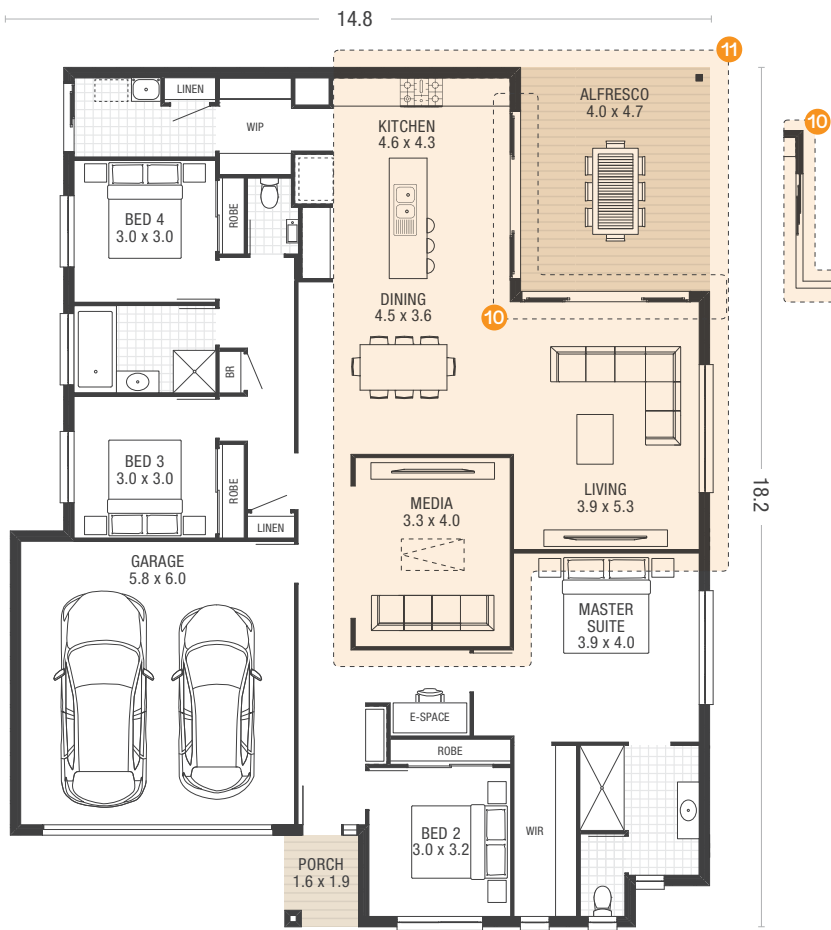 14.8
11
LINEN
ALFRESCO
4.0 x 4.7
10
KITCHEN
4.6 x 4.3
WIP
BED 4
3.0 x 3.0
ROBE
DINING
4.5 x 3.6
10
BR
BED 3
3.0 x 3.0
ROBE
LINEN
MEDIA
3.3 x 4.0
LIVING
3.9 x 5.3
18.2
GARAGE
5.8 x 6.0
MASTER
SUITE
3.9 x 4.0
E-SPACE
ROBE
BED 2
3.0 x 3.2
WIR
PORCH
1.6 x 1.9